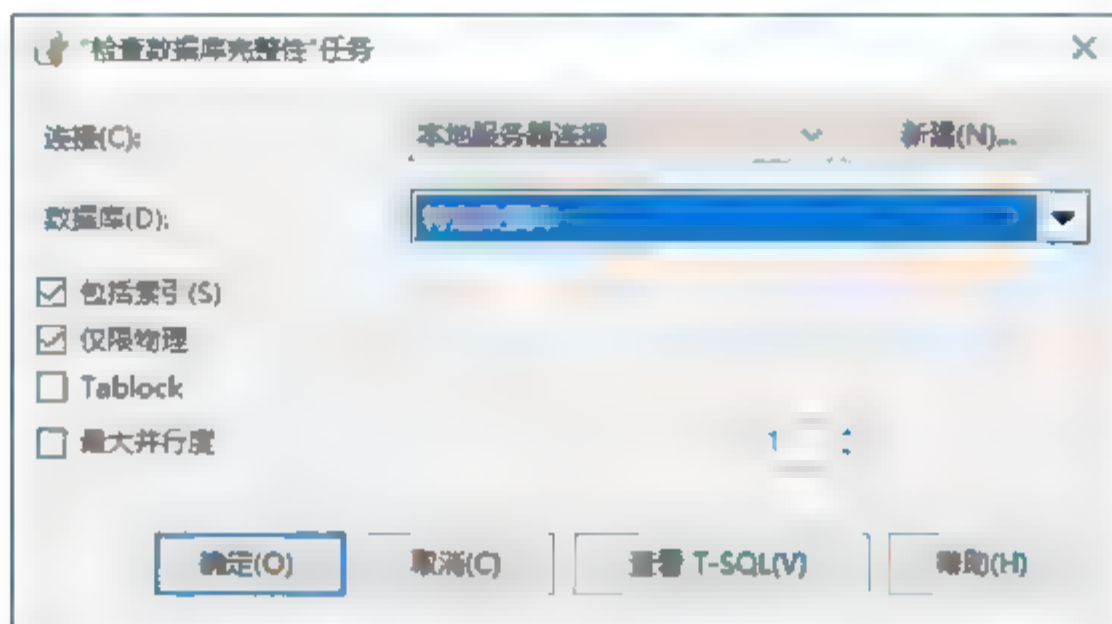 "检查数据库完整性"任务
连接(C): 本地服务器连接 新建(N)...
数据库(D):
包括索引(S)
仅限物理
Tablock
最大并行度 1
确定(O) 取消(C) 查看 T-SQL(V) 帮助(H)